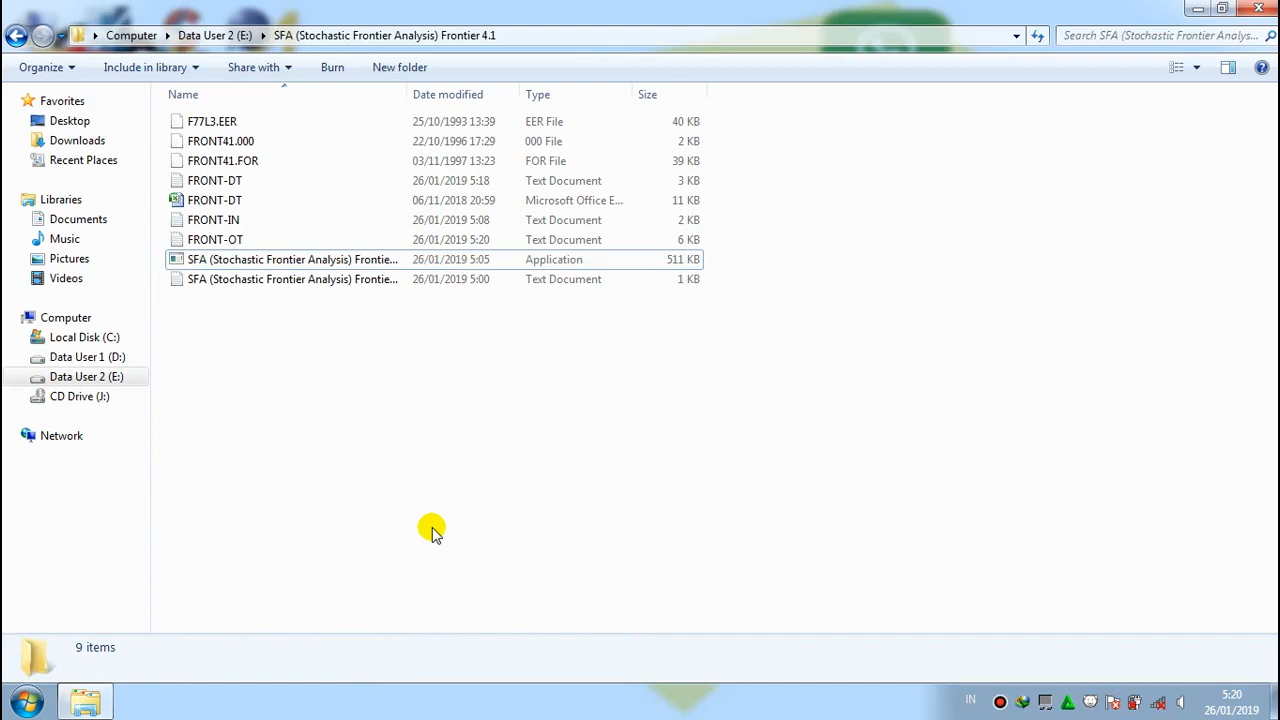 Computer Data User 2 (E:) SFA (Stochastic Frontier Analysis) Frontier 4.1 Search SFA (Stochastic Frontier Analys...
Organize Include in library Share with Burn New folder
Name Date modified Type Size
Favorites
Desktop
Downloads
Recent Places
Libraries
Documents
Music
Pictures
Videos
Computer
Local Disk (C:)
Data User 1 (D:)
Data User 2 (E:)
CD Drive (J:)
Network
F77L3.EER 25/10/1993 13:39 EER File 40 KB
FRONT41.000 22/10/1996 17:29 000 File 2 KB
FRONT41.FOR 03/11/1997 13:23 FOR File 39 KB
FRONT-DT 26/01/2019 5:18 Text Document 3 KB
FRONT-DT 06/11/2018 20:59 Microsoft Office E... 11 KB
FRONT-IN 26/01/2019 5:08 Text Document 2 KB
FRONT-OT 26/01/2019 5:20 Text Document 6 KB
SFA (Stochastic Frontier Analysis) Frontie... 26/01/2019 5:05 Application 511 KB
SFA (Stochastic Frontier Analysis) Frontie... 26/01/2019 5:00 Text Document 1 KB
9 items
IN
5:20
26/01/2019